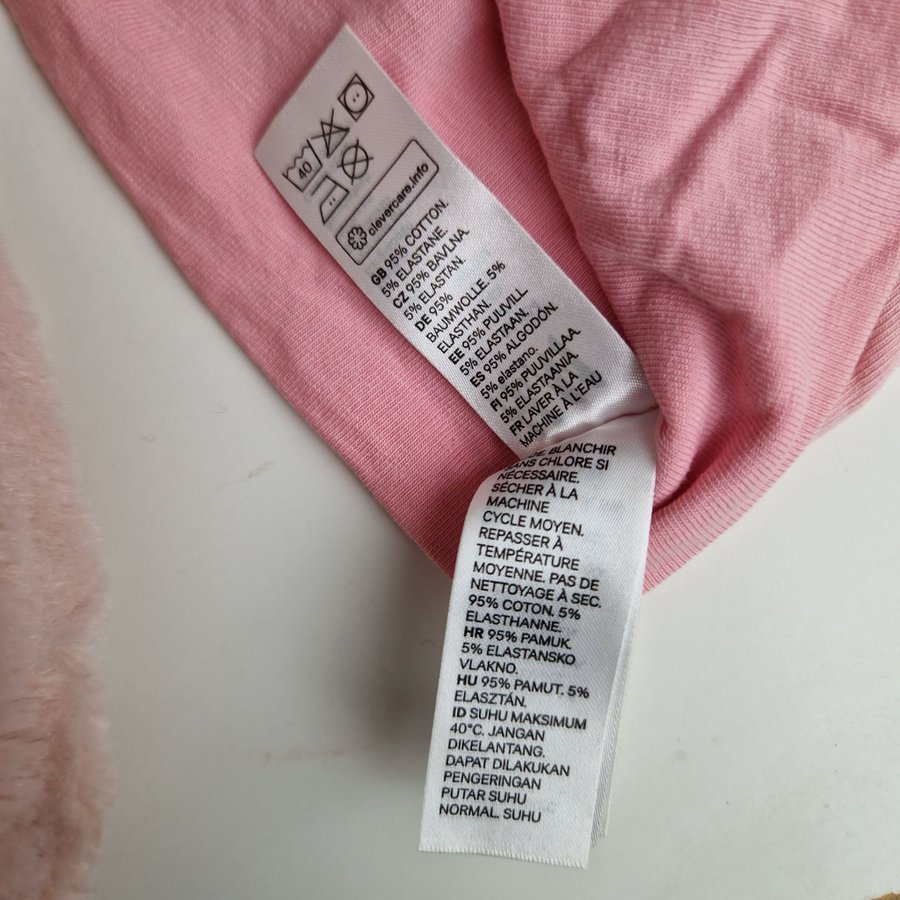 40
clevercare.info
GB 95% COTTON.
5% ELASTANE.
CZ 95% BAVLNA
5% ELASTAN.
DE 95%
BAUMWOLLE. 5%
ELASTHAN.
EE 95% PUUVILL
5% ELASTAAN.
ES 95% ALGODÓN.
5% elastano.
FI 95% PUUVILLAA.
5% ELASTAANIA.
FR LAVER À LA
MACHINE À L'EAU
BLANCHIR
SANS CHLORE SI
NÉCESSAIRE.
SÉCHER À LA
MACHINE
CYCLE MOYEN.
REPASSER À
TEMPÉRATURE
MOYENNE. PAS DE
NETTOYAGE À SEC.
95% COTON. 5%
ELASTHANNE.
HR 95% PAMUK.
5% ELASTANSKO
VLAKNO.
HU 95% PAMUT. 5%
ELASZTÁN.
ID SUHU MAKSIMUM
40°C. JANGAN
DIKELANTANG.
DAPAT DILAKUKAN
PENGERINGAN
PUTAR SUHU
NORMAL. SUHU